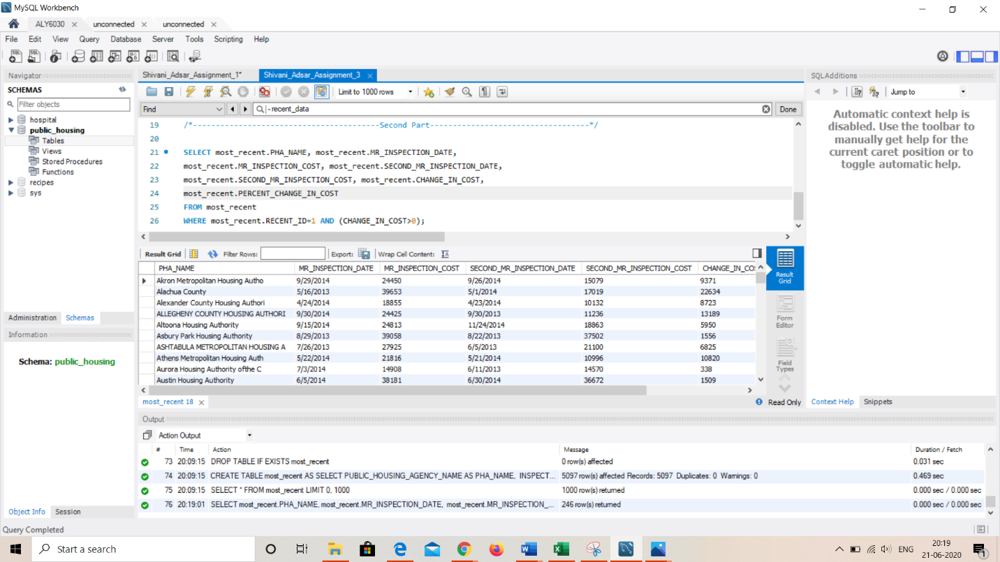 MySQL Workbench
ALY6030 unconnected unconnected
File Edit View Query Database Server Tools Scripting Help
Navigator
SCHEMAS
Filter objects
hospital
public_housing
Tables
Views
Stored Procedures
Functions
recipes
sys
Administration Schemas
Information
Schema: public_housing
Object Info Session
Shivani_Adsar_Assignment_1* Shivani_Adsar_Assignment_3
Limit to 1000 rows
Find -recent_data Done
19 /*-----------------------------------------Second Part-----------------------------------*/
20
21 SELECT most_recent.PHA_NAME, most_recent.MR_INSPECTION_DATE,
22 most_recent.MR_INSPECTION_COST, most_recent.SECOND_MR_INSPECTION_DATE,
23 most_recent.SECOND_MR_INSPECTION_COST, most_recent.CHANGE_IN_COST,
24 most_recent.PERCENT_CHANGE_IN_COST
25 FROM most_recent
26 WHERE most_recent.RECENT_ID=1 AND (CHANGE_IN_COST>0);
Result Grid Filter Rows: Export: Wrap Cell Content:
PHA_NAME MR_INSPECTION_DATE MR_INSPECTION_COST SECOND_MR_INSPECTION_DATE SECOND_MR_INSPECTION_COST CHANGE_IN_CO
Akron Metropolitan Housing Autho 9/29/2014 24450 9/26/2014 15079 9371
Alachua County 5/16/2013 39653 5/1/2014 17019 22634
Alexander County Housing Authori 4/24/2014 18855 4/23/2014 10132 8723
ALLEGHENY COUNTY HOUSING AUTHORI 9/30/2014 24425 9/30/2013 11236 13189
Altoona Housing Authority 9/15/2014 24813 11/24/2014 18863 5950
Asbury Park Housing Authority 8/29/2013 39058 8/22/2013 37502 1556
ASHTABULA METROPOLITAN HOUSING A 7/26/2013 27925 6/5/2013 21100 6825
Athens Metropolitan Housing Auth 5/22/2014 21816 5/21/2014 10996 10820
Aurora Housing Authority ofthe C 7/3/2014 14908 6/11/2013 14570 338
Austin Housing Authority 6/5/2014 38181 6/30/2014 36672 1509
Result
Grid
Form
Editor
Field
Types
most_recent 18 Read Only
SQLAdditions
Jump to
Automatic context help is
disabled. Use the toolbar to
manually get help for the
current caret position or to
toggle automatic help.
Context Help Snippets
Output
Action Output
# Time Action Message Duration / Fetch
73 20:09:15 DROP TABLE IF EXISTS most_recent 0 row(s) affected 0.031 sec
74 20:09:15 CREATE TABLE most_recent AS SELECT PUBLIC_HOUSING_AGENCY_NAME AS PHA_NAME, INSPECT... 5097 row(s) affected Records: 5097 Duplicates: 0 Warnings: 0 0.469 sec
75 20:09:15 SELECT * FROM most_recent LIMIT 0, 1000 1000 row(s) returned 0.000 sec / 0.000 sec
76 20:19:01 SELECT most_recent.PHA_NAME, most_recent.MR_INSPECTION_DATE, most_recent.MR_INSPECTION_... 246 row(s) returned 0.000 sec / 0.000 sec
Query Completed
Start a search
ENG
20:19
21-06-2020
1